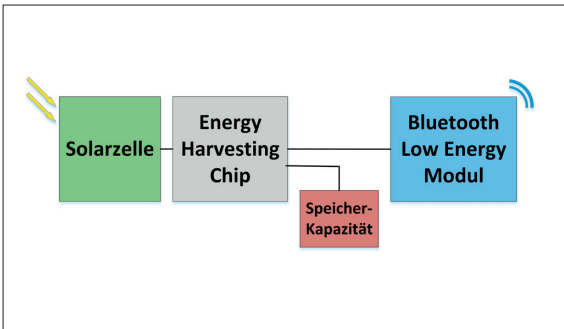 Solarzelle
Energy
Harvesting
Chip
Bluetooth
Low Energy
Modul
Speicher-
Kapazität